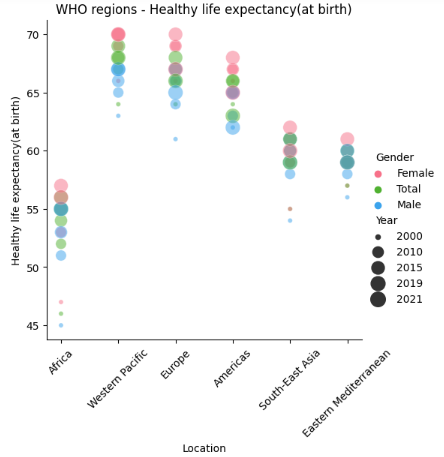 WHO regions - Healthy life expectancy(at birth)
Healthy life expectancy(at birth)
70
65
60
55
50
45
Africa
Western Pacific
Europe
Americas
South-East Asia
Eastern Mediterranean
Location
Gender
Female
Total
Male
Year
2000
2010
2015
2019
2021